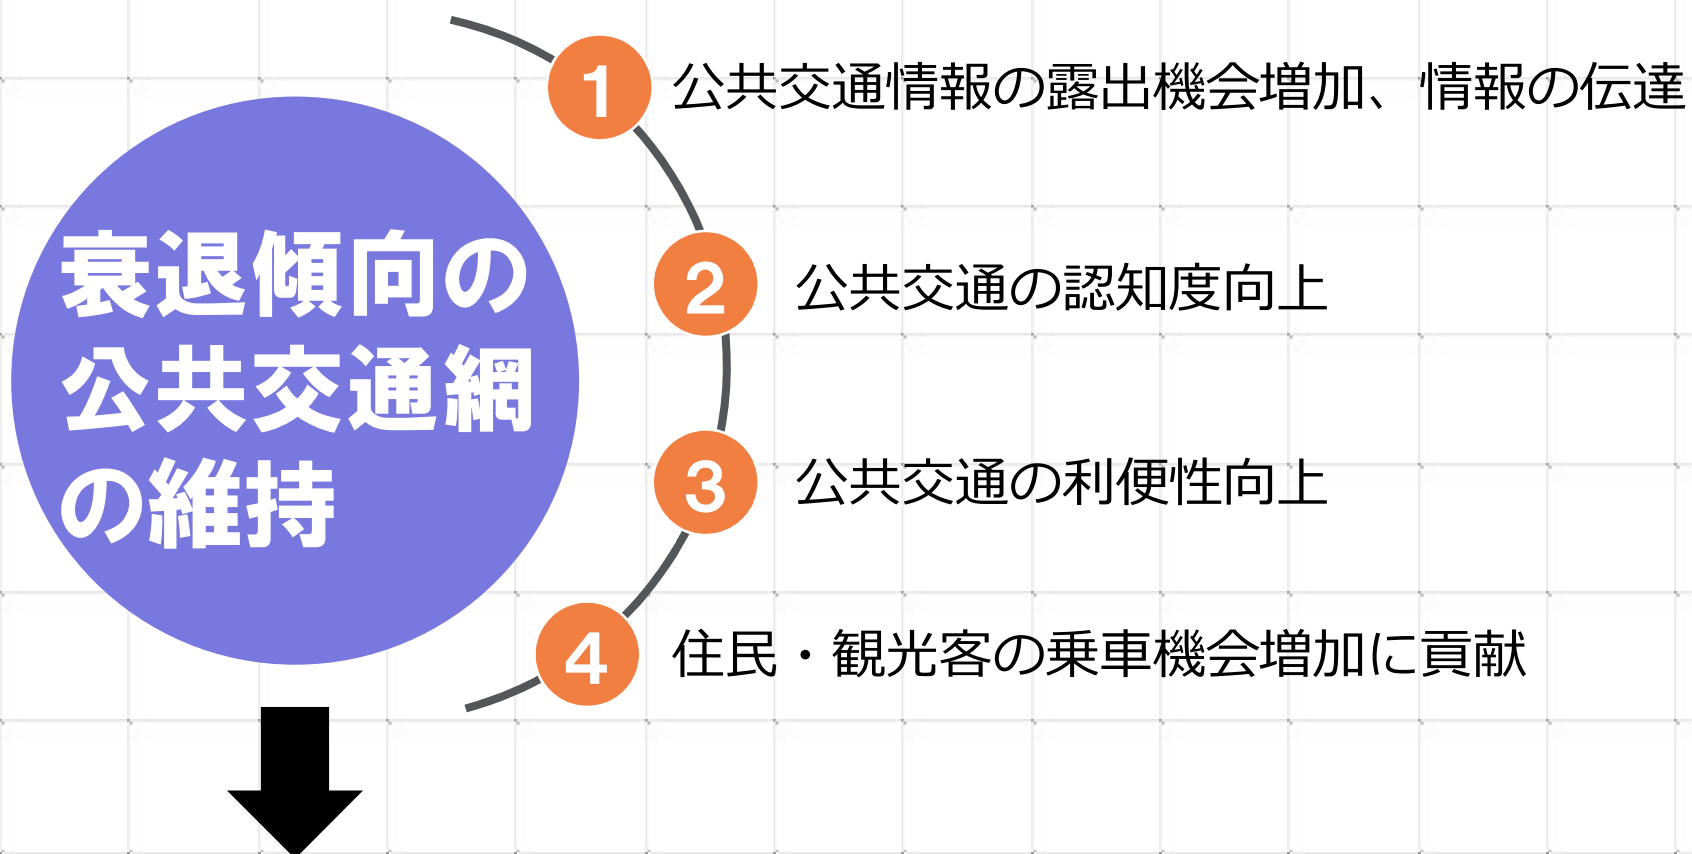 衰退傾向の
公共交通網
の維持
1 公共交通情報の露出機会増加、情報の伝達
2 公共交通の認知度向上
3 公共交通の利便性向上
4 住民・観光客の乗車機会増加に貢献